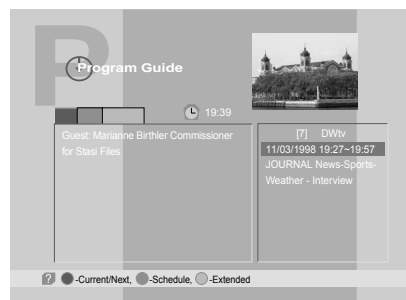 P
Program Guide
19:39
Guest: Marianne Birthler Commissioner
for Stasi Files
[7] DWtv
11/03/1998 19:27~19:57
JOURNAL News-Sports-
Weather - Interview
? -Current/Next, -Schedule, -Extended